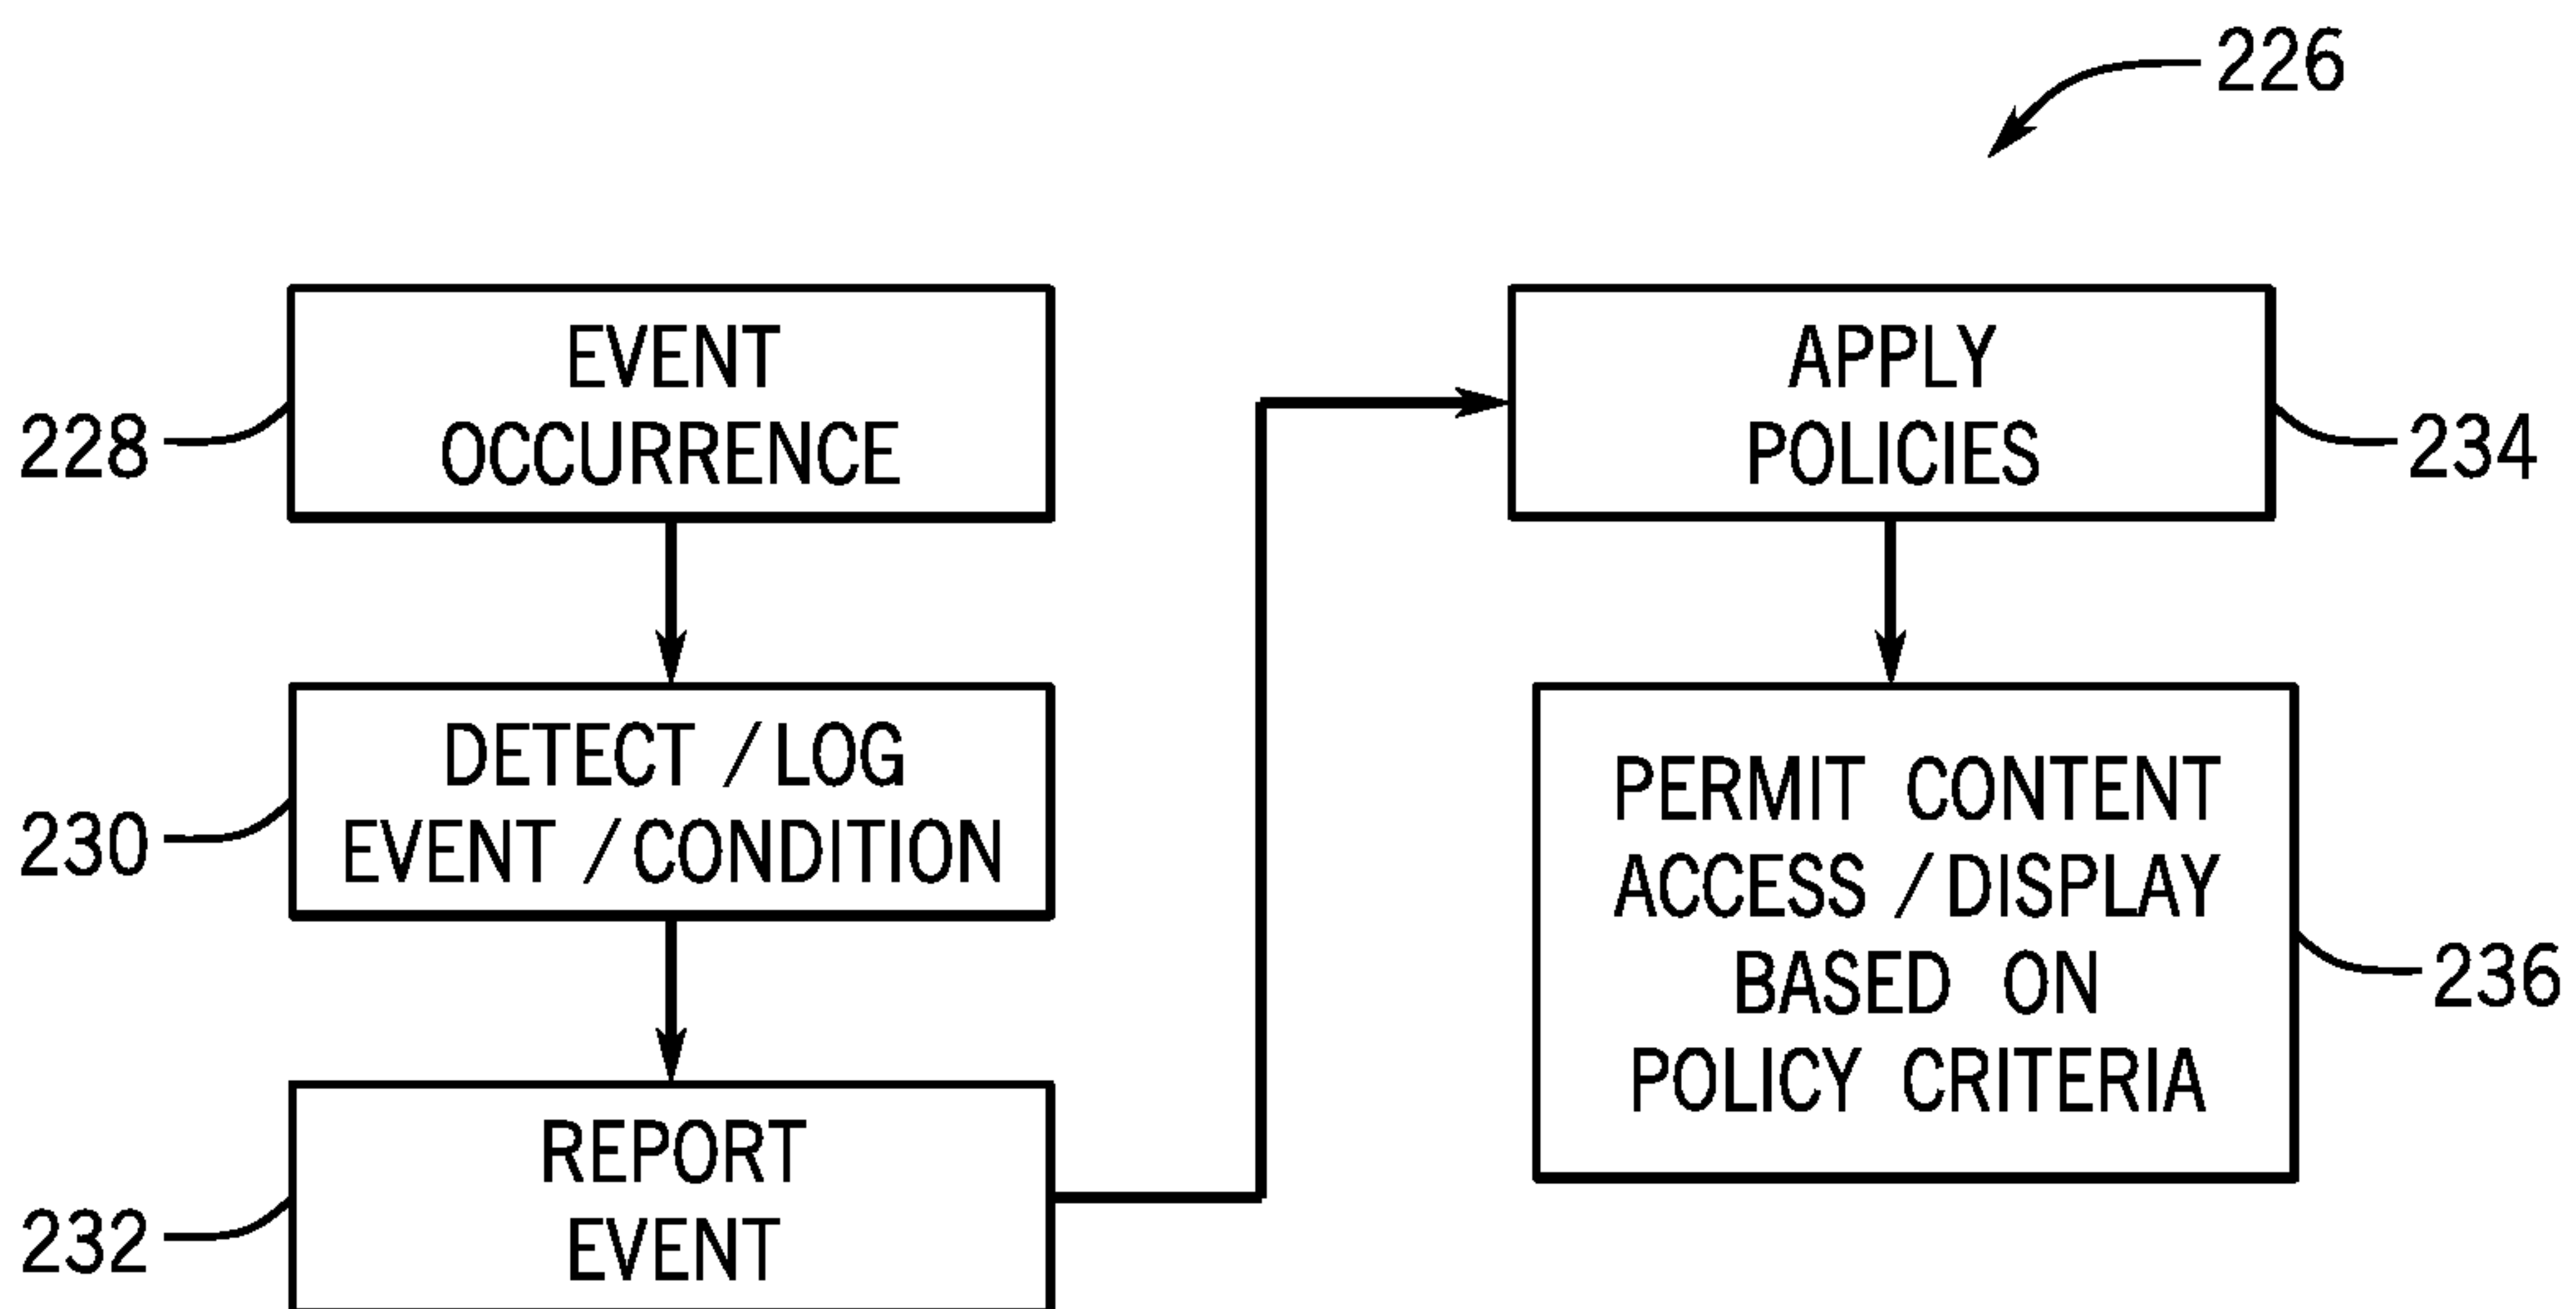 226
EVENT
OCCURRENCE
228
DETECT / LOG
EVENT / CONDITION
230
REPORT
EVENT
232
APPLY
POLICIES
234
PERMIT CONTENT
ACCESS / DISPLAY
BASED ON
POLICY CRITERIA
236